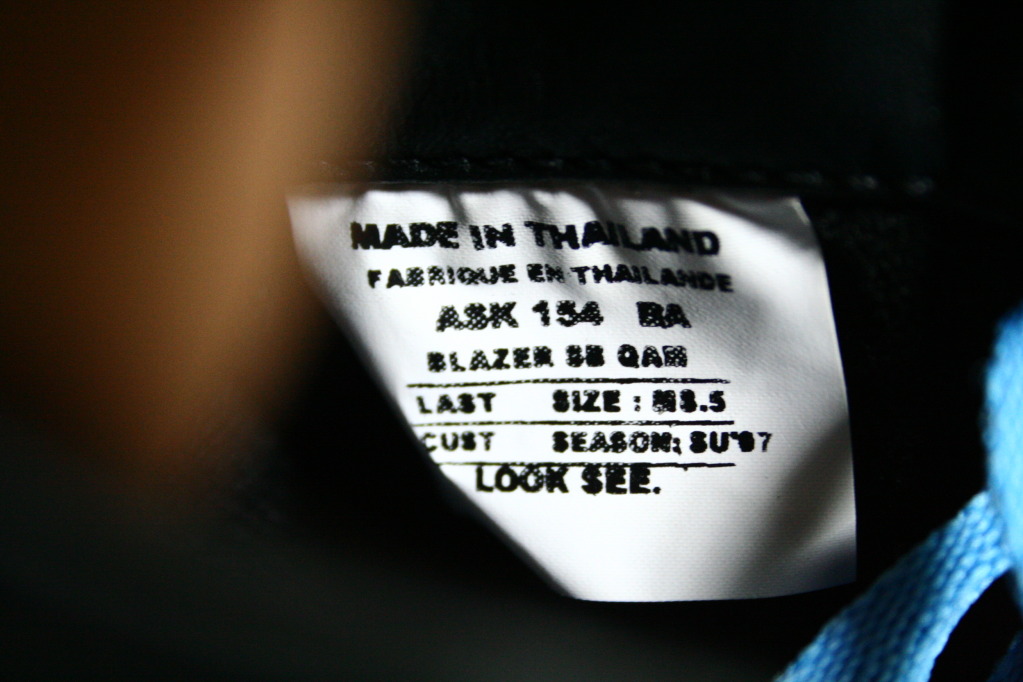 MADE IN THAILAND
FABRIQUE EN THAILANDE
ASK 154 BA
BLAZER SB QAM
LAST SIZE : M8.5
CUST SEASON: SU'07
LOOK SEE.